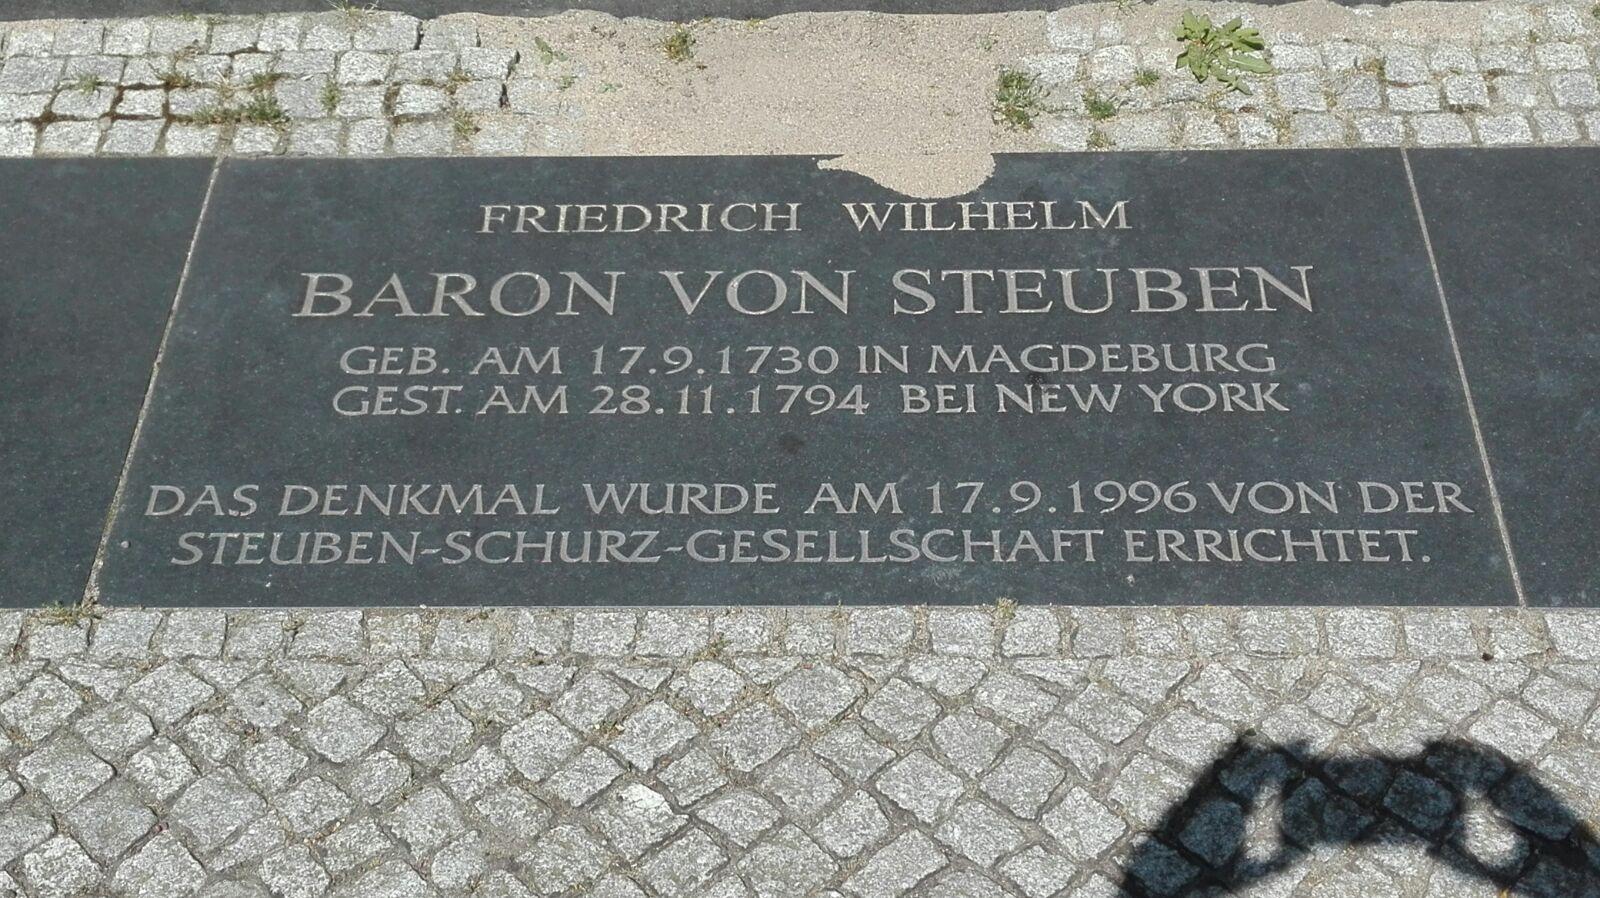 FRIEDRICH WILHELM
BARON VON STEUBEN
GEB. AM 17.9.1730 IN MAGDEBURG
GEST. AM 28.11.1794 BEI NEW YORK
DAS DENKMAL WURDE AM 17.9.1996 VON DER
STEUBEN-SCHURZ-GESELLSCHAFT ERRICHTET.